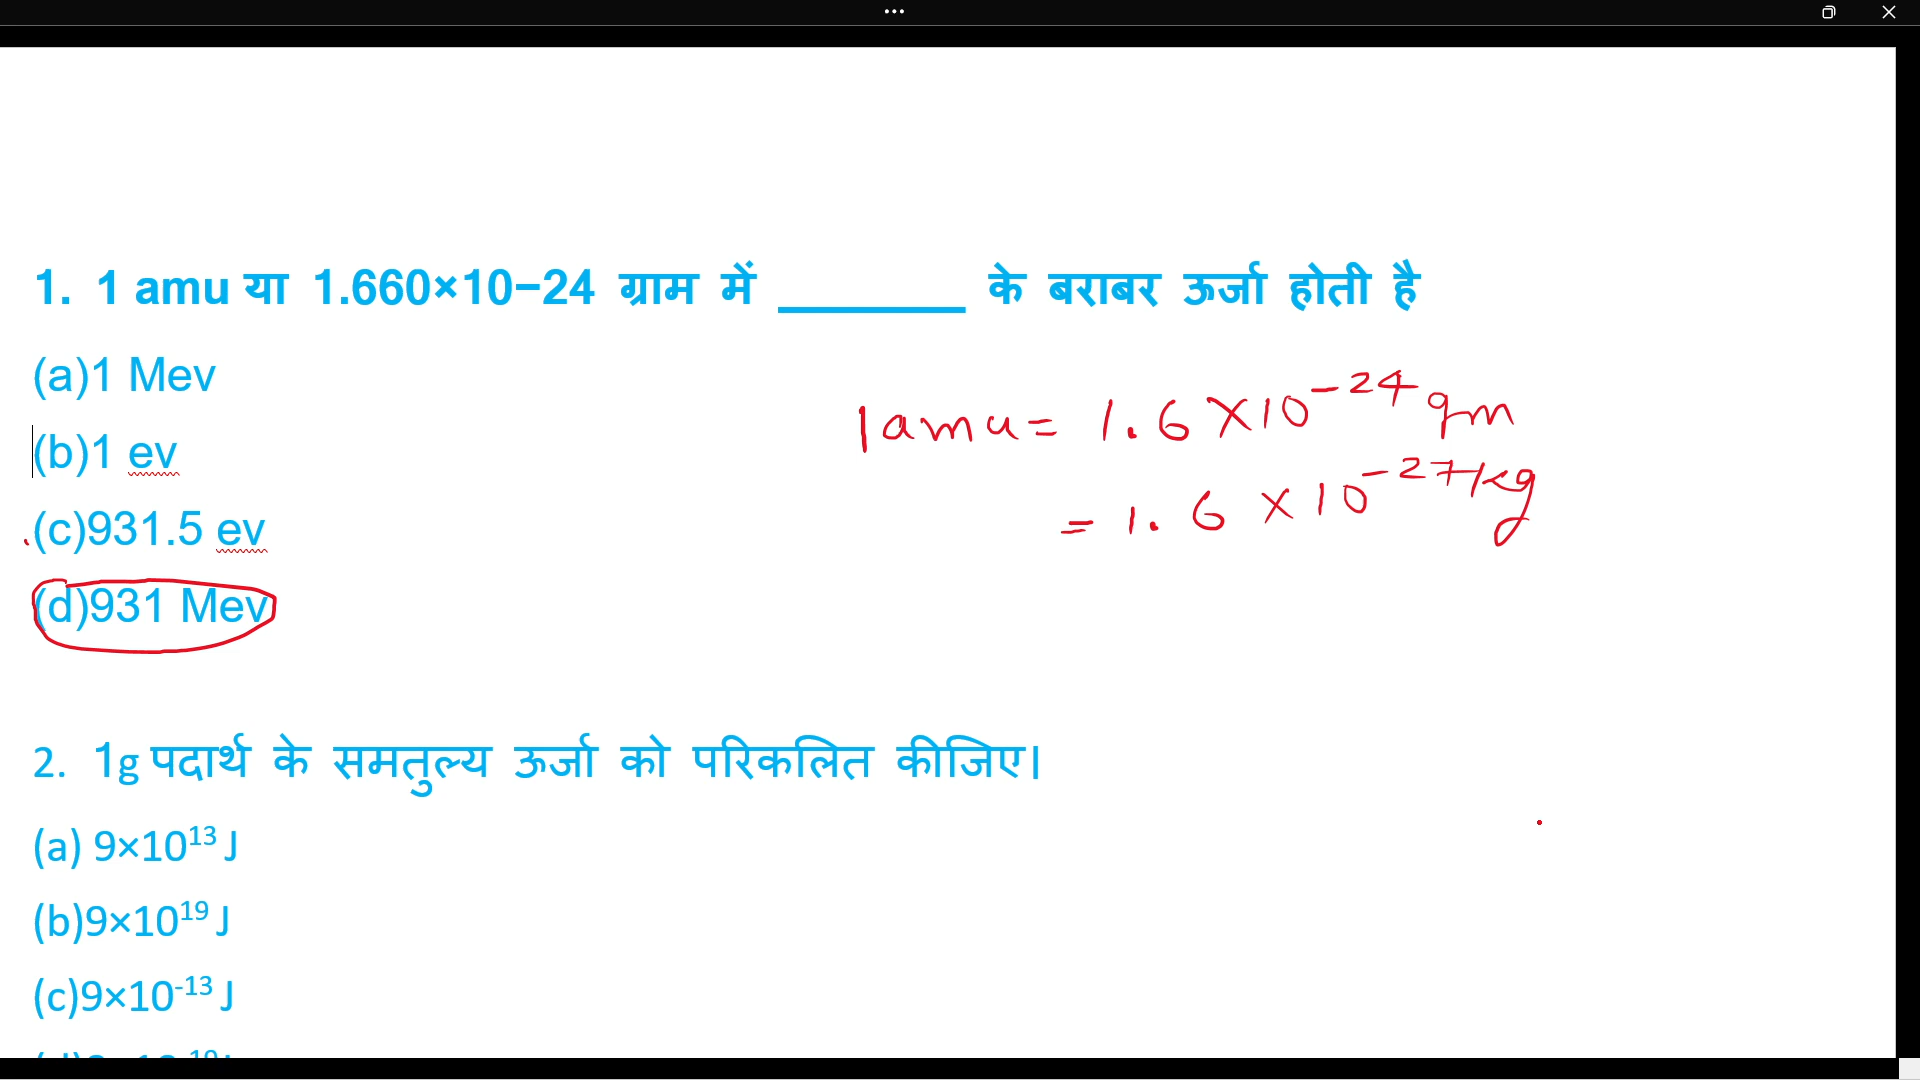 1. 1 amu या 1.660×10−24 ग्राम में ________ के बराबर ऊर्जा होती है
(a)1 Mev
(b)1 ev
(c)931.5 ev
(d)931 Mev
1amu = 1.6 X10⁻²⁴ gm
= 1.6 X10⁻²⁷ kg
2. 1g पदार्थ के समतुल्य ऊर्जा को परिकलित कीजिए।
(a) 9×10¹³ J
(b)9×10¹⁹ J
(c)9×10⁻¹³ J